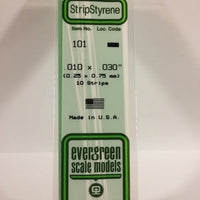 StripStyrene
Item No. Loc. Code
101
.010 x .030"
(0.25 x 0.75 mm)
10 Strips
Made in U.S.A.
evergreen
scale models